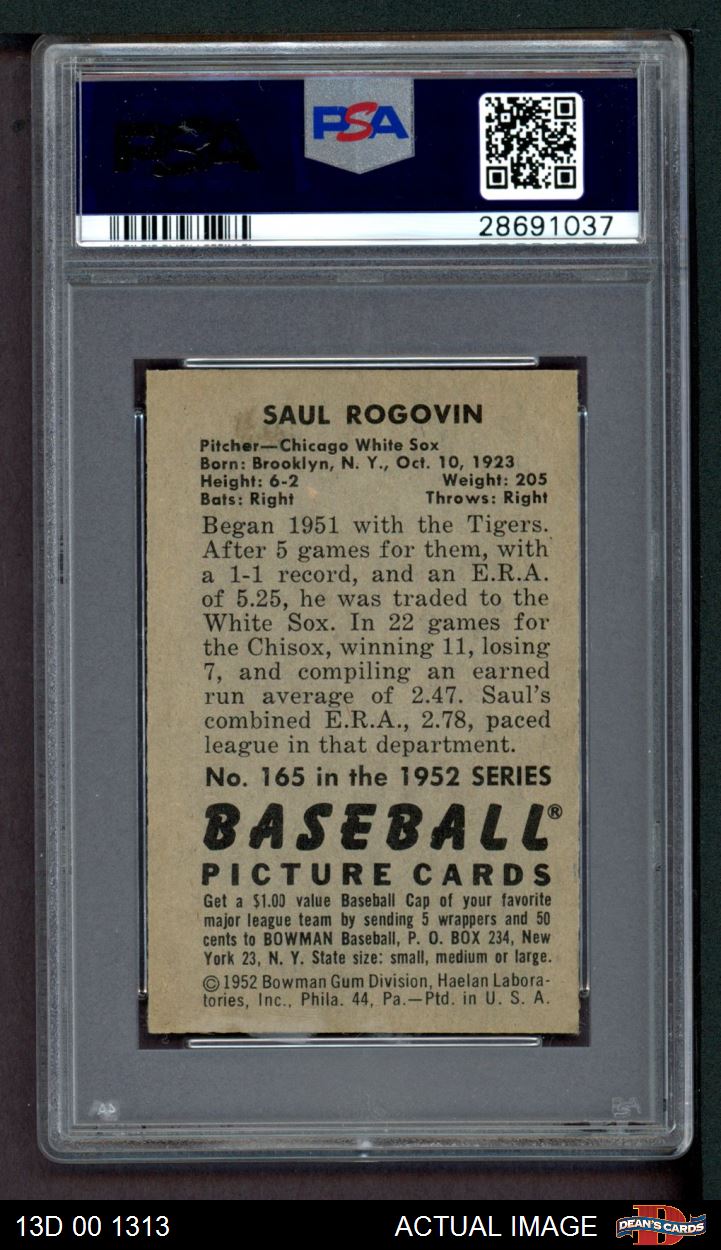 PSA
PSA
28691037
SAUL ROGOVIN
Pitcher—Chicago White Sox
Born: Brooklyn, N. Y., Oct. 10, 1923
Height: 6-2 Weight: 205
Bats: Right Throws: Right
Began 1951 with the Tigers.
After 5 games for them, with
a 1-1 record, and an E.R.A.
of 5.25, he was traded to the
White Sox. In 22 games for
the Chisox, winning 11, losing
7, and compiling an earned
run average of 2.47. Saul's
combined E.R.A., 2.78, paced
league in that department.
No. 165 in the 1952 SERIES
BASEBALL®
PICTURE CARDS
Get a $1.00 value Baseball Cap of your favorite
major league team by sending 5 wrappers and 50
cents to BOWMAN Baseball, P. O. BOX 234, New
York 23, N. Y. State size: small, medium or large.
©1952 Bowman Gum Division, Haelan Labora-
tories, Inc., Phila. 44, Pa.—Ptd. in U. S. A.
13D 00 1313 ACTUAL IMAGE DEAN'S CARDS